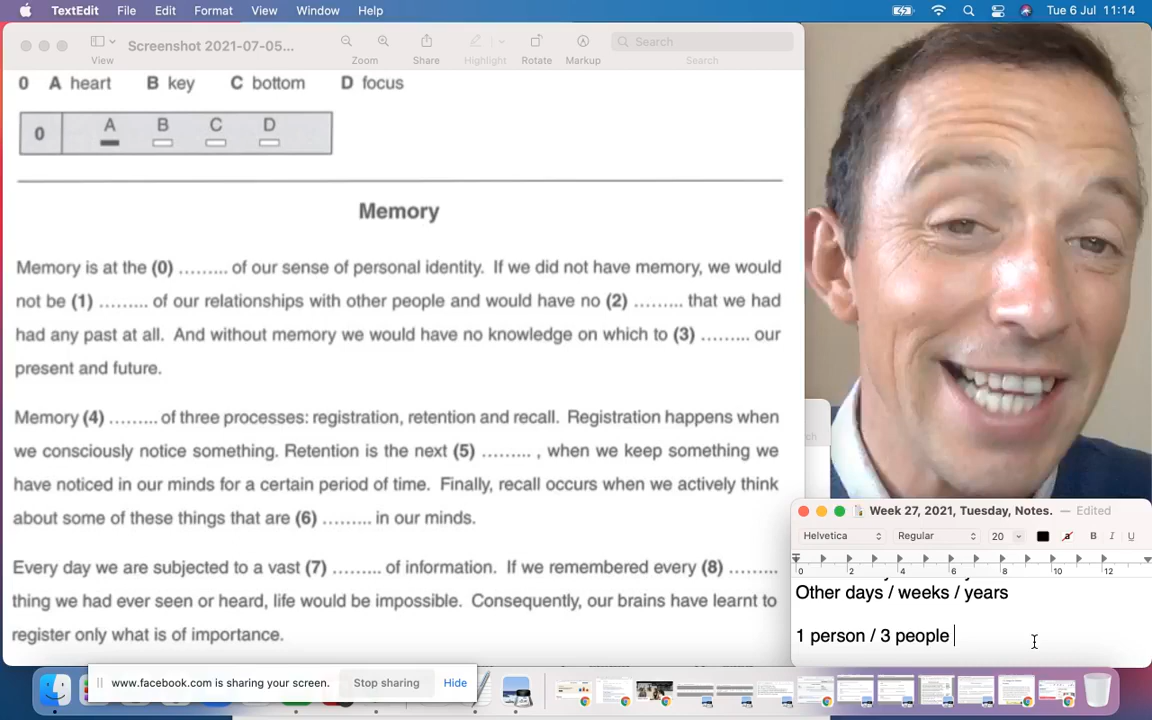 TextEdit File Edit Format View Window Help Tue 6 Jul 11:14
Screenshot 2021-07-05...
View Zoom Share Highlight Rotate Markup Search
Search
0 A heart B key C bottom D focus
0 A B C D
Memory
Memory is at the (0) ……... of our sense of personal identity. If we did not have memory, we would
not be (1) ……... of our relationships with other people and would have no (2) ……... that we had
had any past at all. And without memory we would have no knowledge on which to (3) ……... our
present and future.
Memory (4) ……... of three processes: registration, retention and recall. Registration happens when
we consciously notice something. Retention is the next (5) ……... , when we keep something we
have noticed in our minds for a certain period of time. Finally, recall occurs when we actively think
about some of these things that are (6) ……... in our minds.
Every day we are subjected to a vast (7) ……... of information. If we remembered every (8) ……...
thing we had ever seen or heard, life would be impossible. Consequently, our brains have learnt to
register only what is of importance.
Week 27, 2021, Tuesday, Notes. — Edited
Helvetica Regular 20 a B I U
0 2 4 6 8 10 12
Other days / weeks / years
1 person / 3 people
www.facebook.com is sharing your screen. Stop sharing Hide